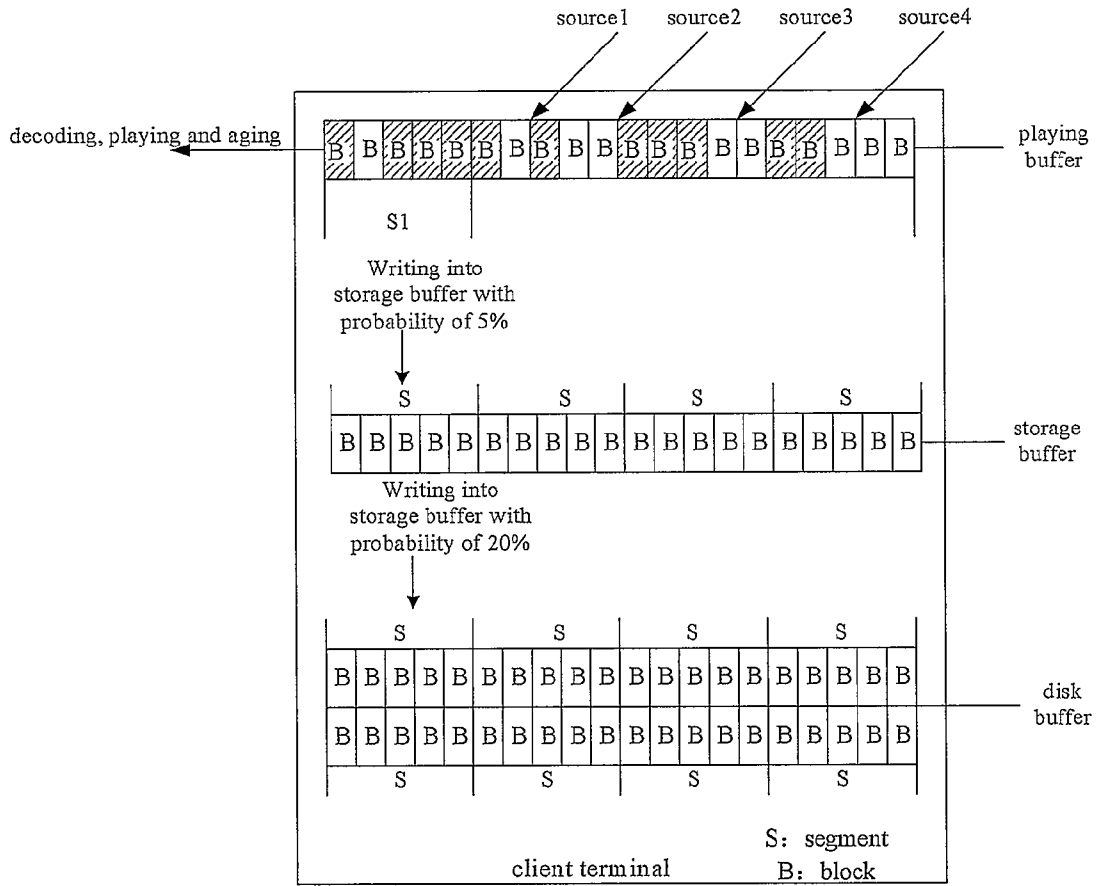 source1 source2 source3 source4
decoding, playing and aging
B B B B B B B B B B B B B B B B B B B B
playing
buffer
S1
Writing into
storage buffer with
probability of 5%
S S S S
B B B B B B B B B B B B B B B B B B B B
storage
buffer
Writing into
storage buffer with
probability of 20%
S S S S
B B B B B B B B B B B B B B B B B B B B
disk
buffer
B B B B B B B B B B B B B B B B B B B B
S S S S
S: segment
client terminal
B: block